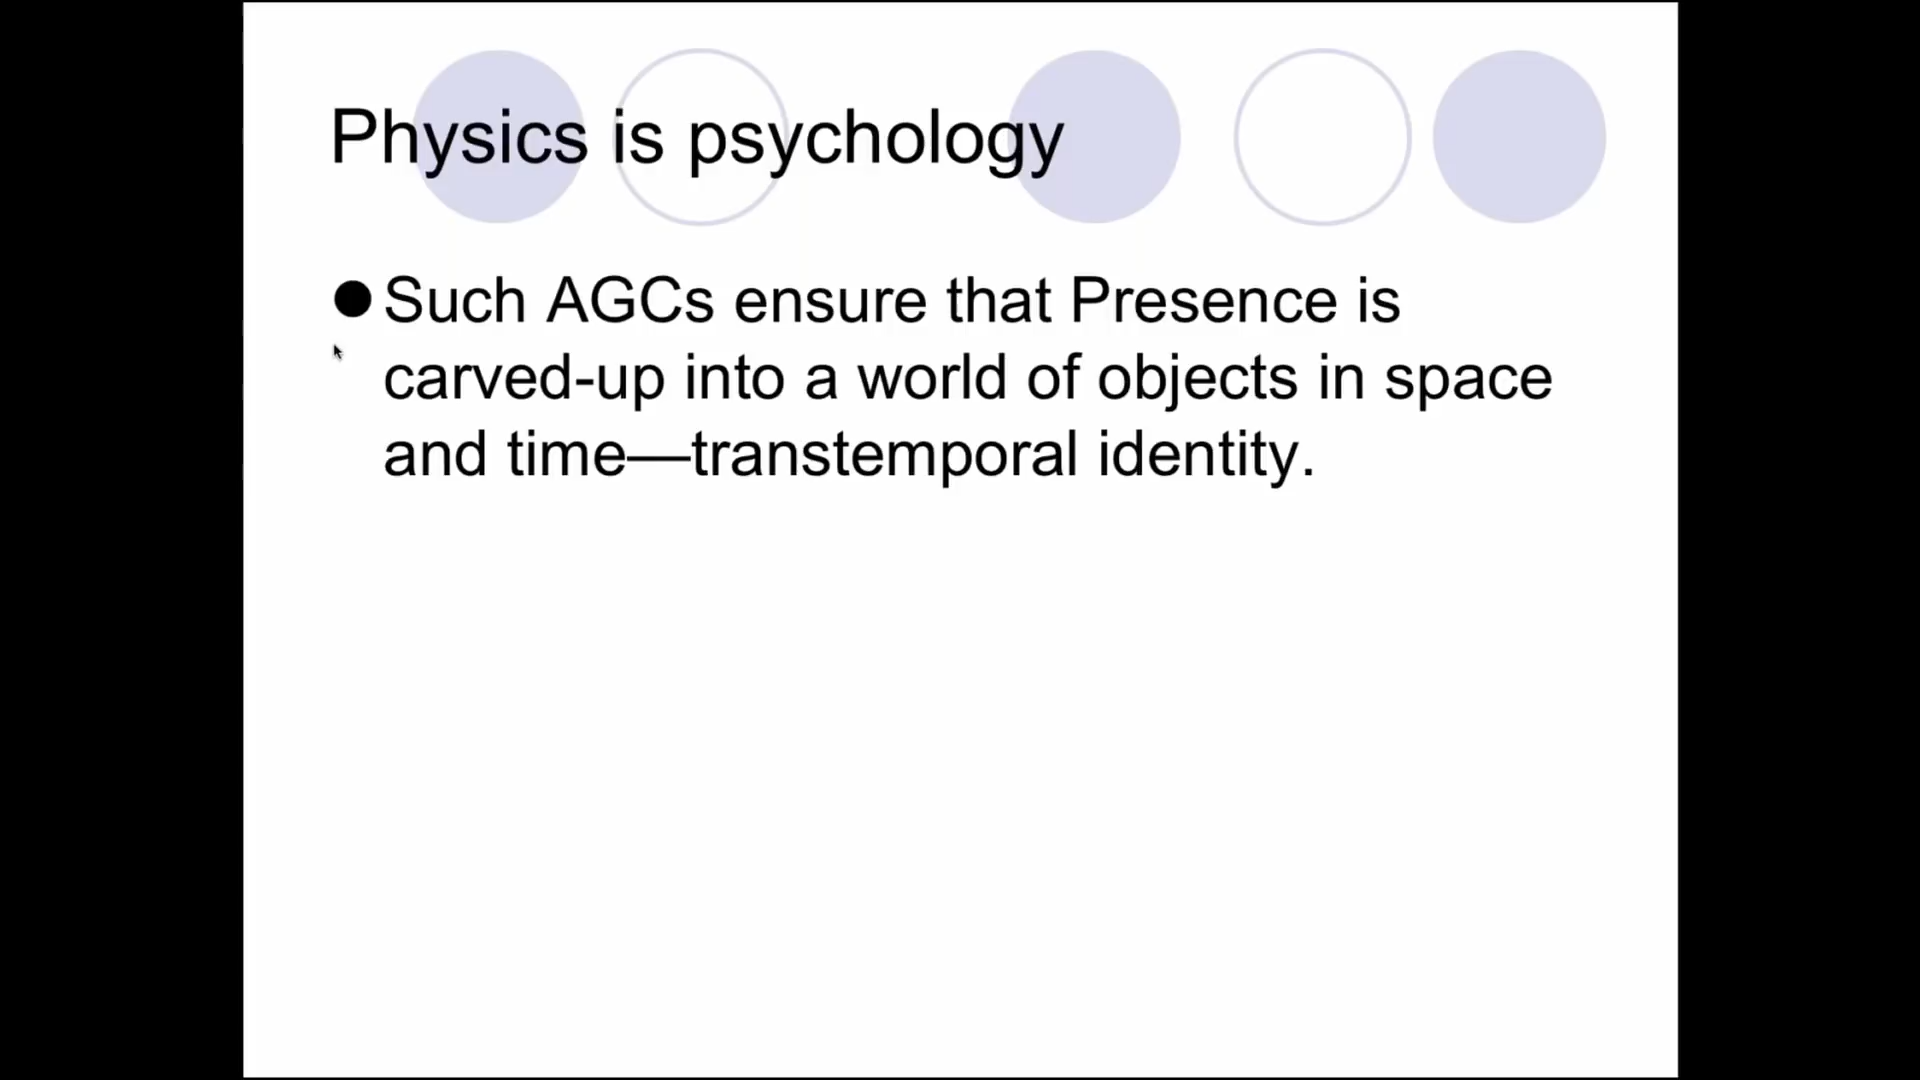 Physics is psychology
Such AGCs ensure that Presence is
carved-up into a world of objects in space
and time—transtemporal identity.